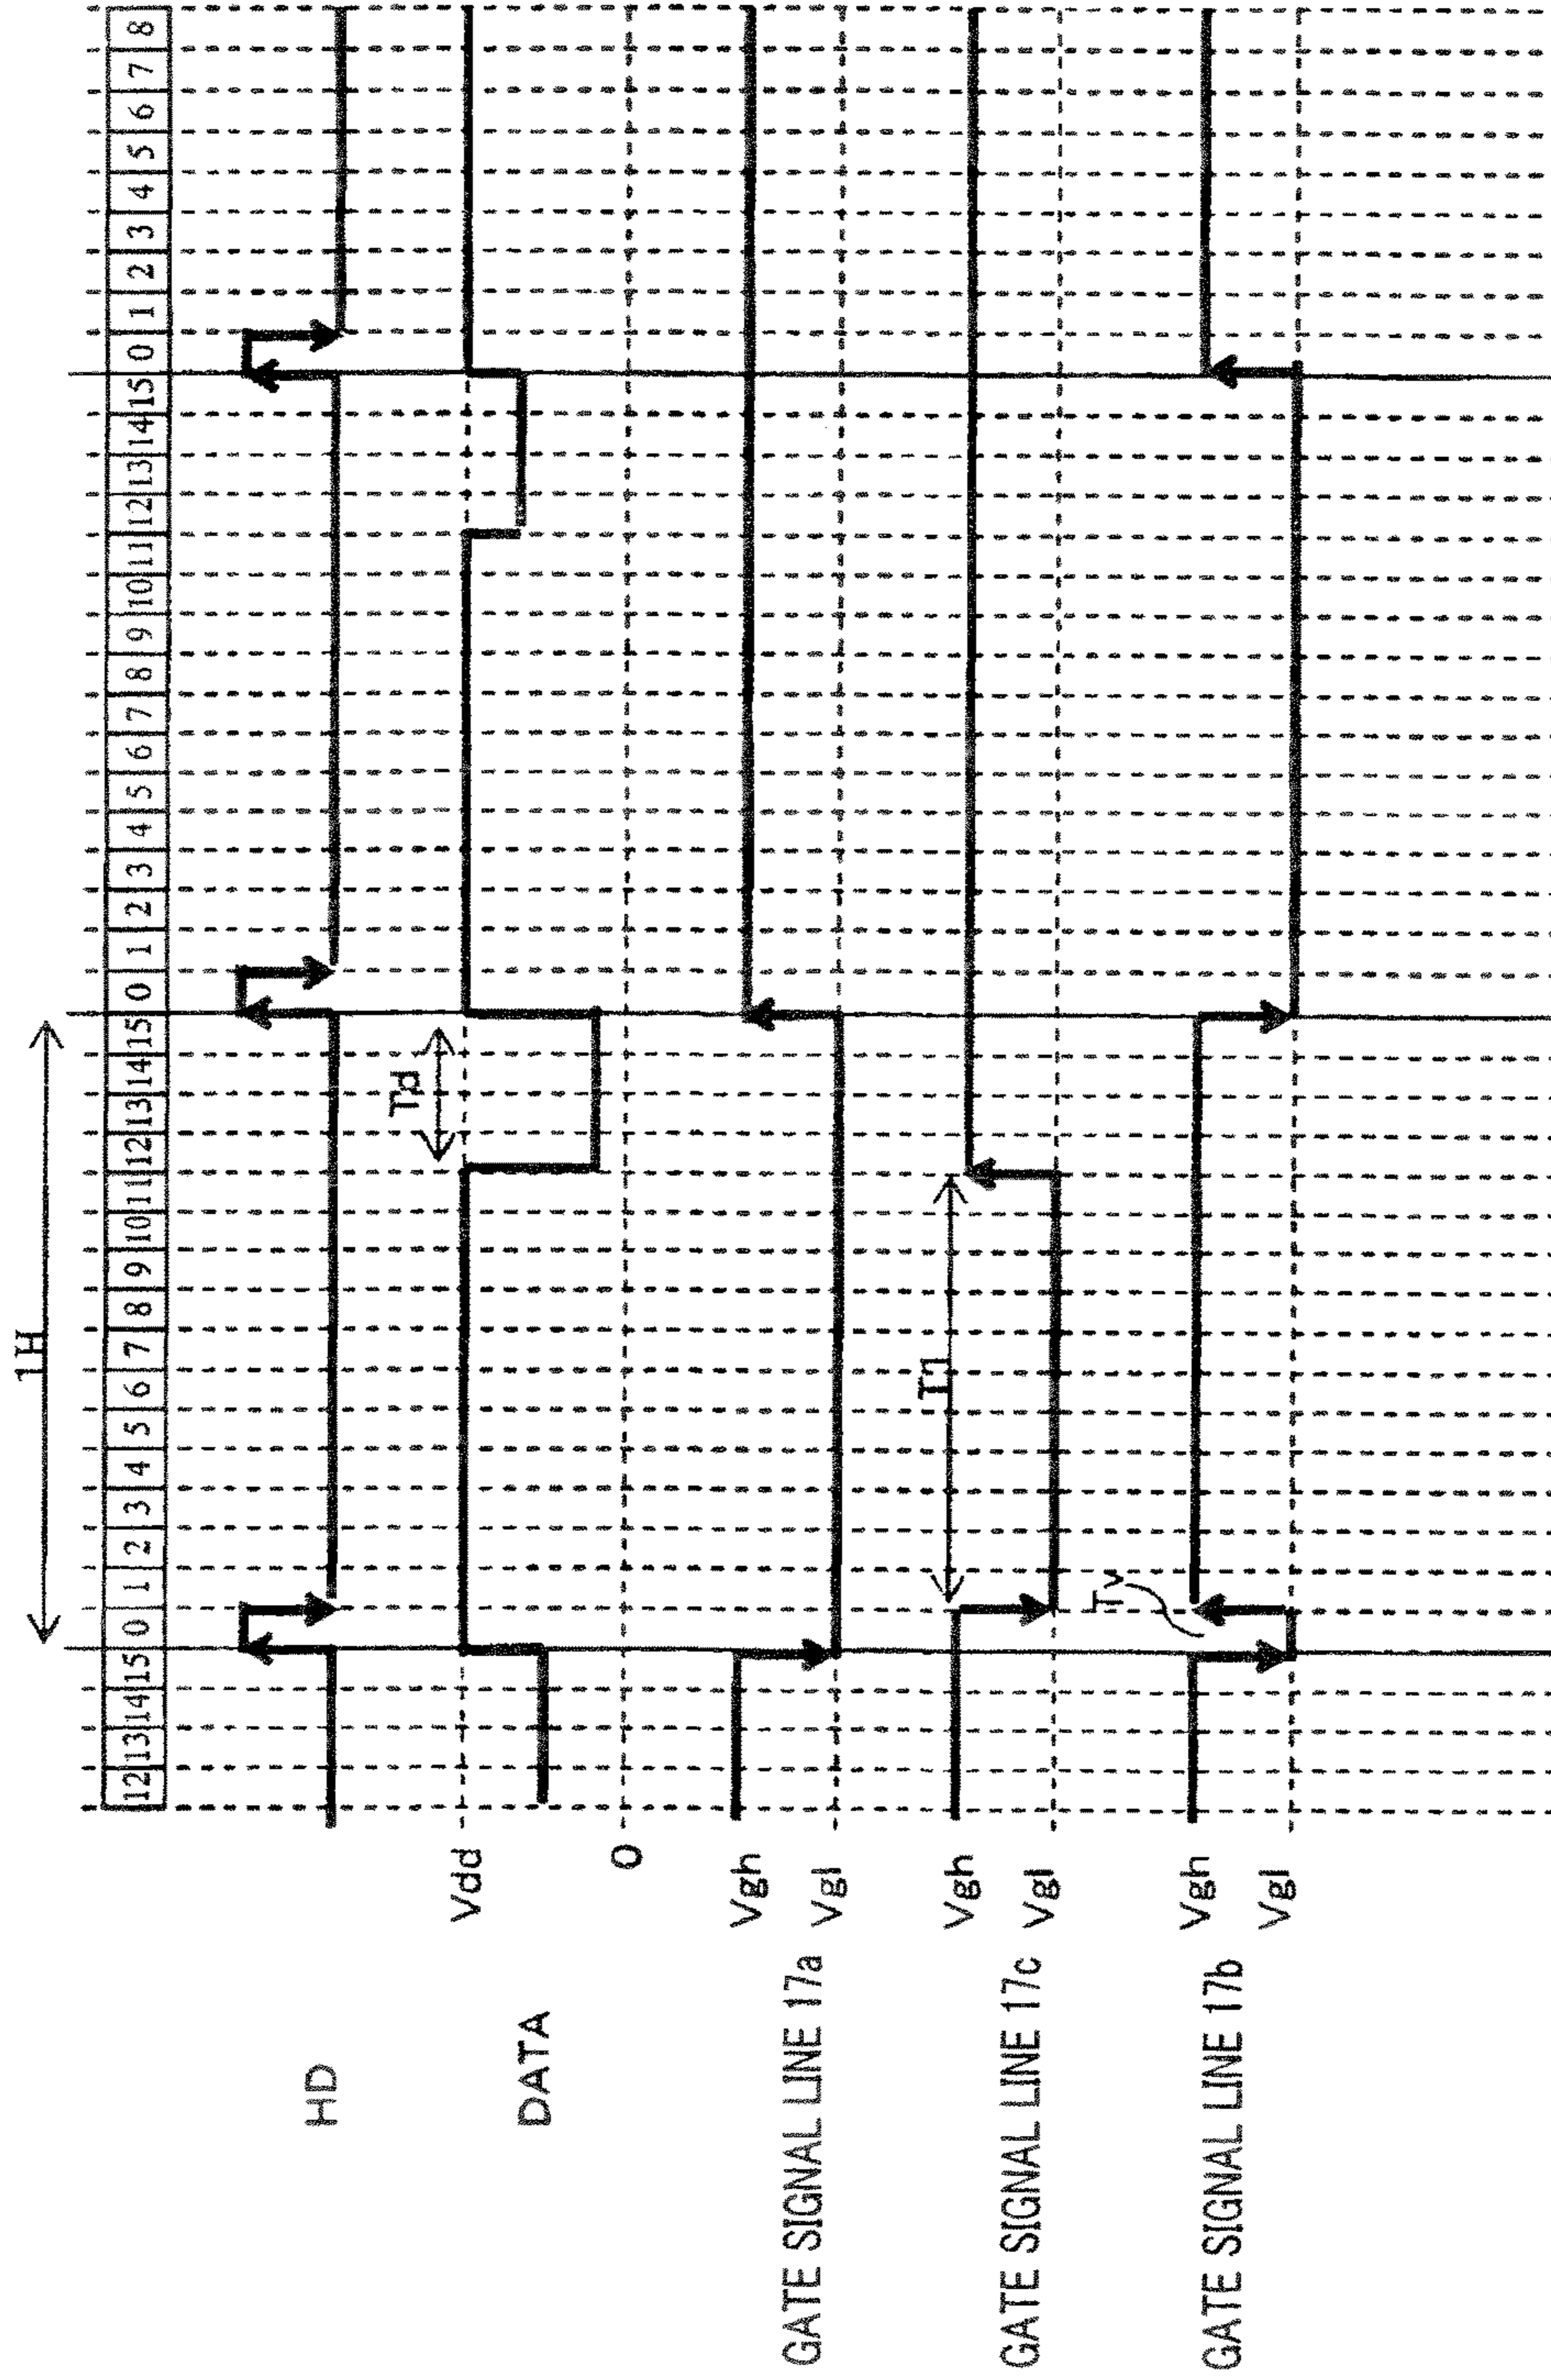 1H
12 13 14 15 0 1 2 3 4 5 6 7 8 9 10 11 12 13 14 15 0 1 2 3 4 5 6 7 8 9 10 11 12 13 14 15 0 1 2 3 4 5 6 7 8
HD
Vdd
Td
DATA
0
Vgh
GATE SIGNAL LINE 17a
Vgl
Vgh
T1
GATE SIGNAL LINE 17c
Vgl
Tv
Vgh
GATE SIGNAL LINE 17b
Vgl